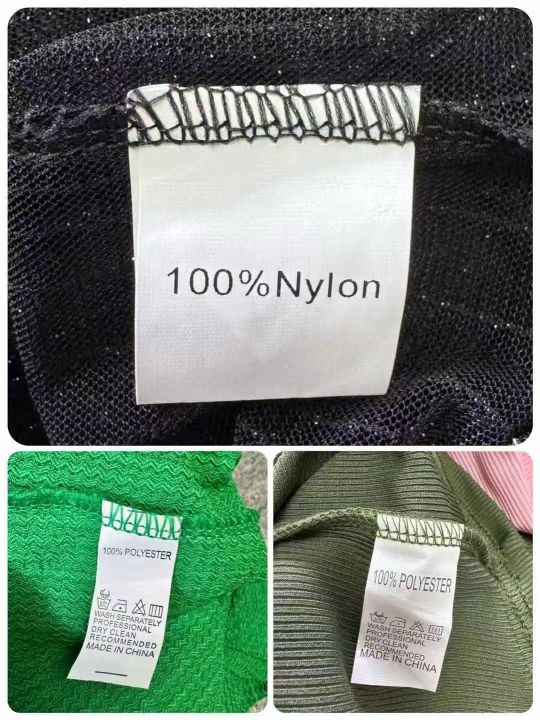 100%Nylon
100% POLYESTER
WASH SEPARATELY
PROFESSIONAL
DRY CLEAN
RECOMMENDED
MADE IN CHINA
100% POLYESTER
WASH SEPARATELY
PROFESSIONAL
DRY CLEAN
RECOMMENDED
MADE IN CHINA